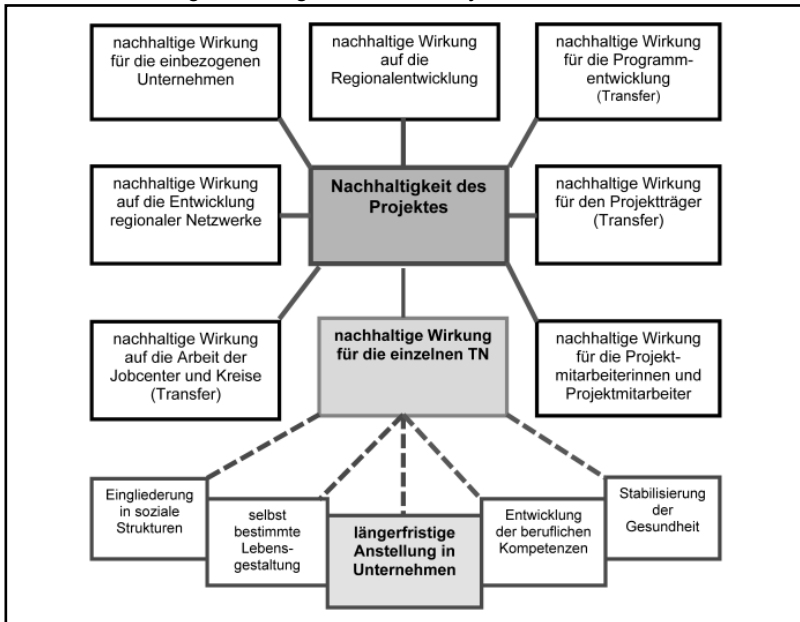 nachhaltige Wirkung
für die einbezogenen
Unternehmen
nachhaltige Wirkung
auf die
Regionalentwicklung
nachhaltige Wirkung
für die Programm-
entwicklung
(Transfer)
nachhaltige Wirkung
auf die Entwicklung
regionaler Netzwerke
Nachhaltigkeit des
Projektes
nachhaltige Wirkung
für den Projektträger
(Transfer)
nachhaltige Wirkung
auf die Arbeit der
Jobcenter und Kreise
(Transfer)
nachhaltige Wirkung
für die einzelnen TN
nachhaltige Wirkung
für die Projekt-
mitarbeiterinnen und
Projektmitarbeiter
Eingliederung
in soziale
Strukturen
selbst
bestimmte
Lebens-
gestaltung
längerfristige
Anstellung in
Unternehmen
Entwicklung
der beruflichen
Kompetenzen
Stabilisierung
der
Gesundheit